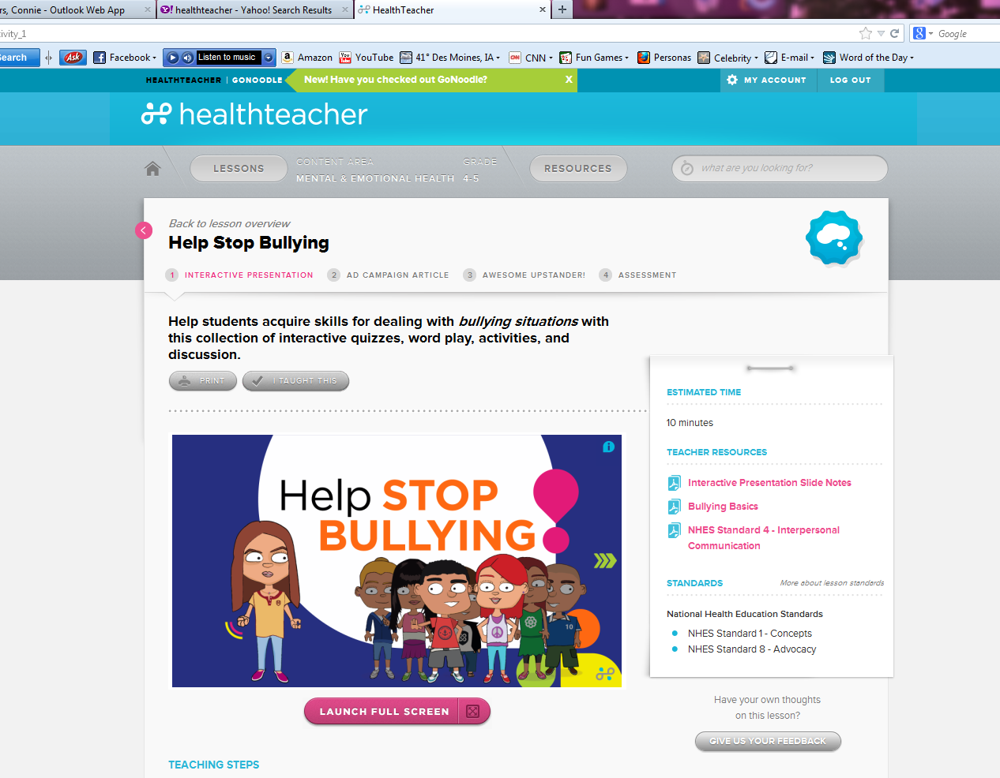 rs, Connie - Outlook Web App
healthteacher - Yahoo! Search Results
HealthTeacher
ivity_1
Google
Search
Ask
Facebook
Listen to music
Amazon
YouTube
41° Des Moines, IA
CNN
Fun Games
Personas
Celebrity
E-mail
Word of the Day
HEALTHTEACHER | GONOODLE
New! Have you checked out GoNoodle?
X
MY ACCOUNT
LOG OUT
healthteacher
LESSONS
CONTENT AREA
MENTAL & EMOTIONAL HEALTH
GRADE
4-5
RESOURCES
what are you looking for?
Back to lesson overview
Help Stop Bullying
1 INTERACTIVE PRESENTATION
2 AD CAMPAIGN ARTICLE
3 AWESOME UPSTANDER!
4 ASSESSMENT
Help students acquire skills for dealing with bullying situations with
this collection of interactive quizzes, word play, activities, and
discussion.
PRINT
I TAUGHT THIS
Help STOP
BULLYING
10
LAUNCH FULL SCREEN
TEACHING STEPS
ESTIMATED TIME
10 minutes
TEACHER RESOURCES
Interactive Presentation Slide Notes
Bullying Basics
NHES Standard 4 - Interpersonal
Communication
STANDARDS
More about lesson standards
National Health Education Standards
NHES Standard 1 - Concepts
NHES Standard 8 - Advocacy
Have your own thoughts
on this lesson?
GIVE US YOUR FEEDBACK